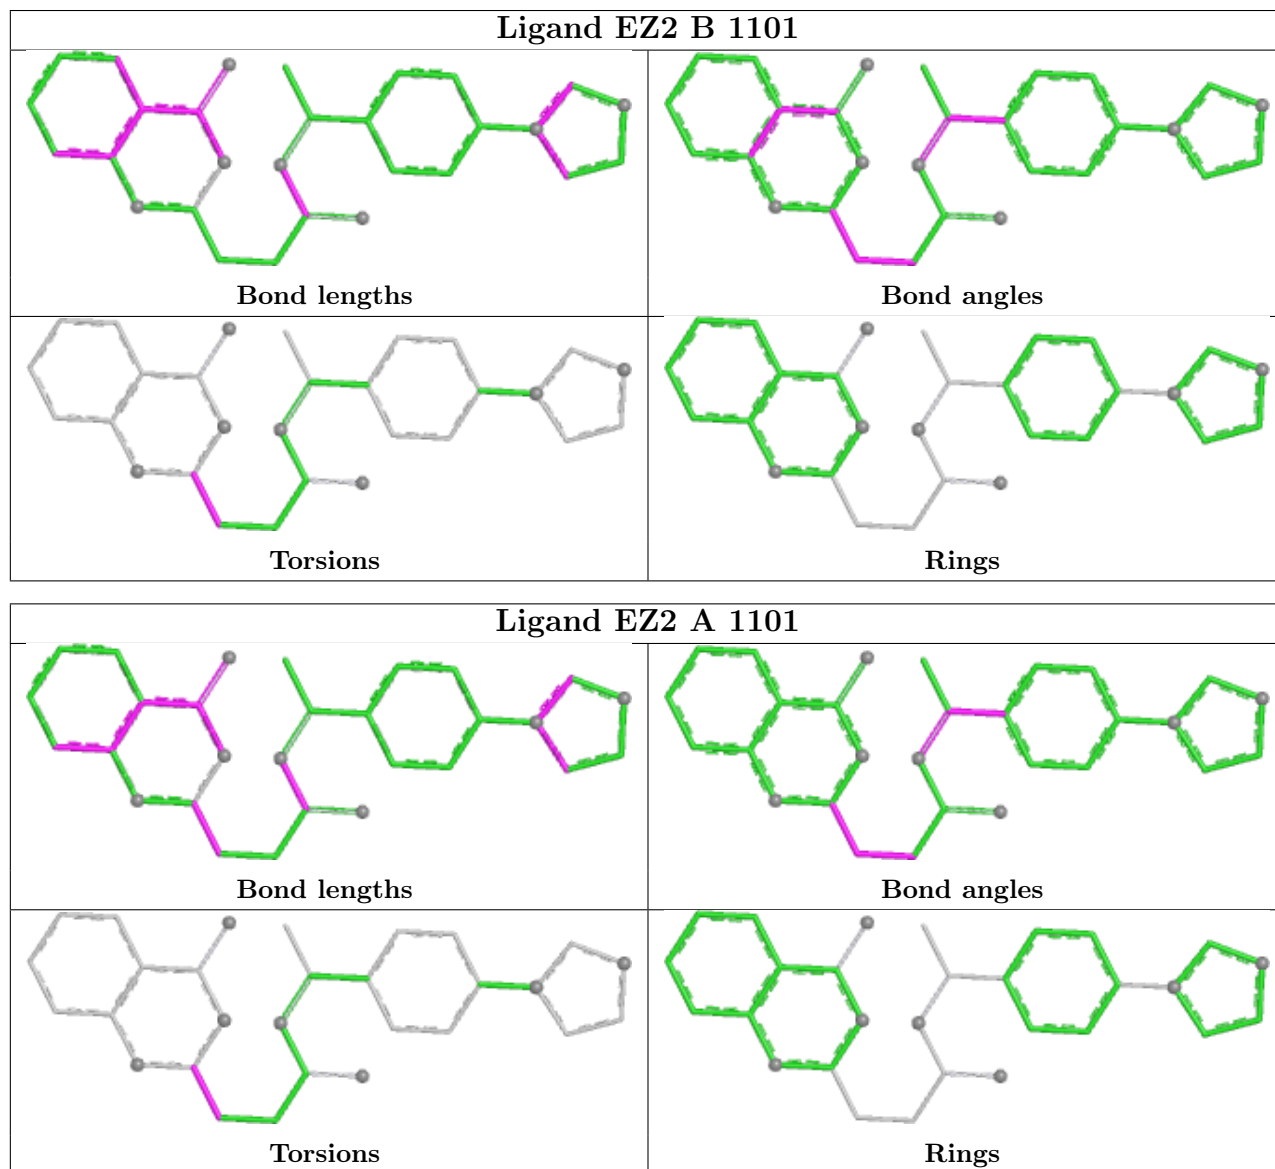 Ligand EZ2 B 1101
Bond lengths
Bond angles
Torsions
Rings
Ligand EZ2 A 1101
Bond lengths
Bond angles
Torsions
Rings